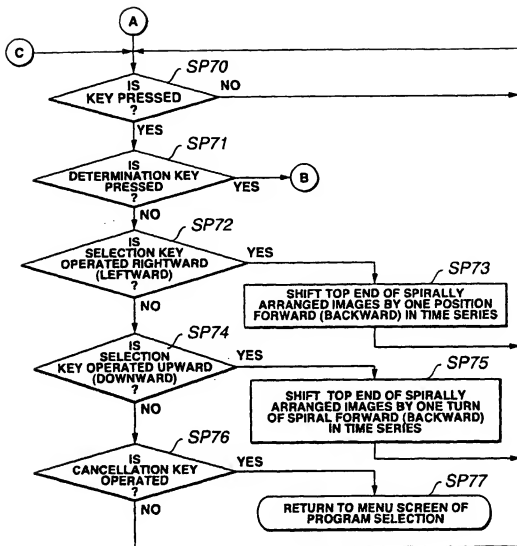 A
C
SP70
IS
KEY PRESSED
?
NO
YES
SP71
IS
DETERMINATION KEY
PRESSED
?
YES
B
NO
SP72
IS
SELECTION KEY
OPERATED RIGHTWARD
(LEFTWARD)
?
YES
NO
SP73
SHIFT TOP END OF SPIRALLY
ARRANGED IMAGES BY ONE POSITION
FORWARD (BACKWARD) IN TIME SERIES
SP74
IS
SELECTION
KEY OPERATED UPWARD
(DOWNWARD)
?
YES
NO
SP75
SHIFT TOP END OF SPIRALLY
ARRANGED IMAGES BY ONE TURN
OF SPIRAL FORWARD (BACKWARD)
IN TIME SERIES
SP76
IS
CANCELLATION KEY
OPERATED
?
YES
NO
SP77
RETURN TO MENU SCREEN OF
PROGRAM SELECTION